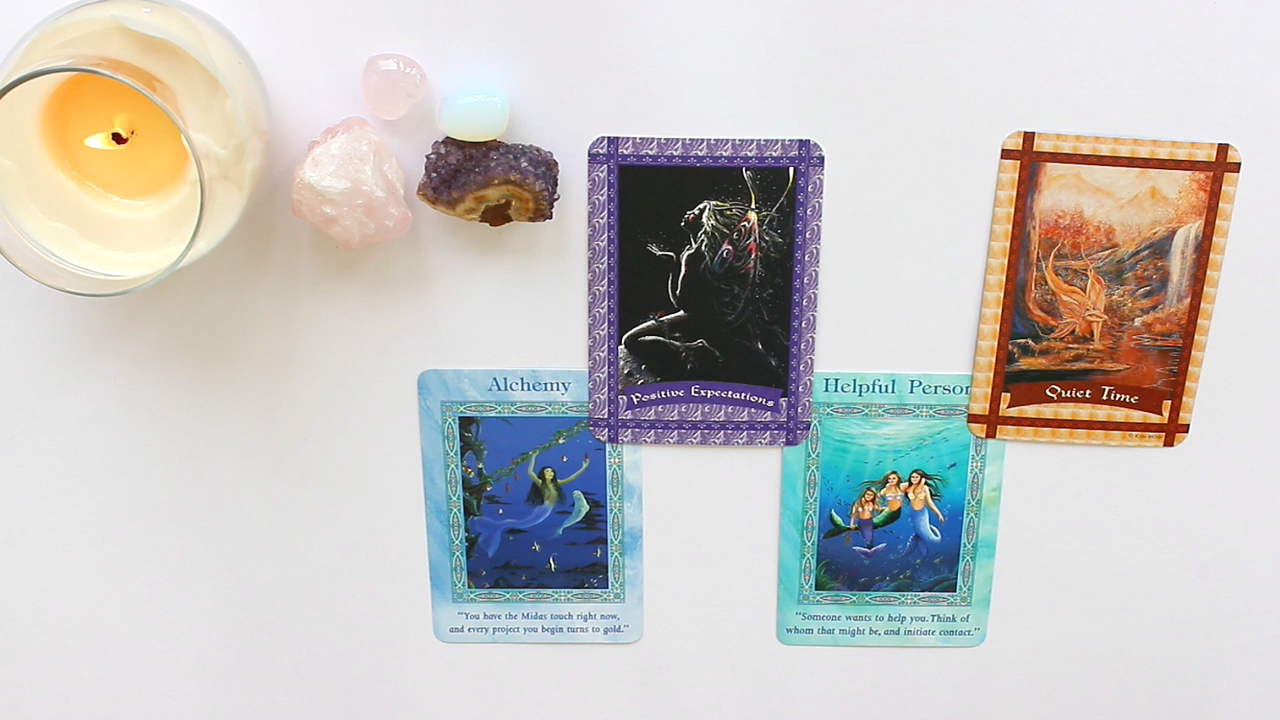 Positive Expectations
Quiet Time
Alchemy
"You have the Midas touch right now,
and every project you begin turns to gold."
Helpful Person
"Someone wants to help you. Think of
whom that might be, and initiate contact."